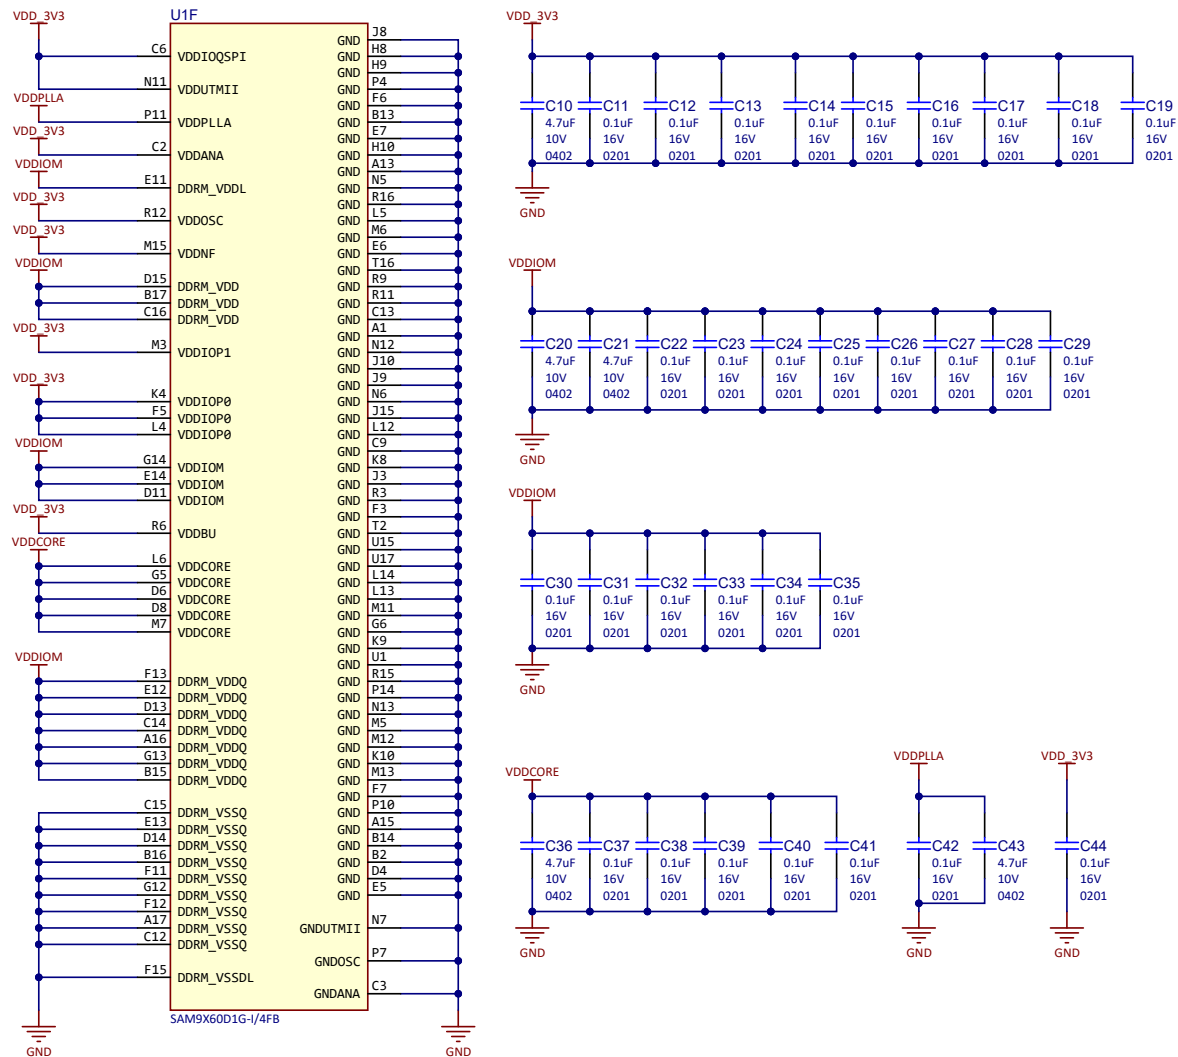 U1F
VDD_3V3
C6 VDDIOQSPI
N11 VDDUTMII
VDDPLLA
P11 VDDPLLA
VDD_3V3
C2 VDDANA
VDDIOM
E11 DDRM_VDDL
VDD_3V3
R12 VDDOSC
VDD_3V3
M15 VDDNF
VDDIOM
D15 DDRM_VDD
B17 DDRM_VDD
C16 DDRM_VDD
VDD_3V3
M3 VDDIOP1
VDD_3V3
K4 VDDIOP0
F5 VDDIOP0
L4 VDDIOP0
VDDIOM
G14 VDDIOM
E14 VDDIOM
D11 VDDIOM
VDD_3V3
R6 VDDBU
VDDCORE
L6 VDDCORE
G5 VDDCORE
D6 VDDCORE
D8 VDDCORE
M7 VDDCORE
VDDIOM
F13 DDRM_VDDQ
E12 DDRM_VDDQ
D13 DDRM_VDDQ
C14 DDRM_VDDQ
A16 DDRM_VDDQ
G13 DDRM_VDDQ
B15 DDRM_VDDQ
C15 DDRM_VSSQ
E13 DDRM_VSSQ
D14 DDRM_VSSQ
B16 DDRM_VSSQ
F11 DDRM_VSSQ
G12 DDRM_VSSQ
F12 DDRM_VSSQ
A17 DDRM_VSSQ
C12 DDRM_VSSQ
F15 DDRM_VSSDL
GND
GND J8
GND H8
GND H9
GND P4
GND F6
GND B13
GND E7
GND H10
GND A13
GND N5
GND R16
GND L5
GND M6
GND E6
GND T16
GND R9
GND R11
GND C13
GND A1
GND N12
GND J10
GND J9
GND N6
GND J15
GND L12
GND C9
GND K8
GND J3
GND R3
GND F3
GND T2
GND U15
GND U17
GND L14
GND L13
GND M11
GND G6
GND K9
GND U1
GND R15
GND P14
GND N13
GND M5
GND M12
GND K10
GND M13
GND F7
GND P10
GND A15
GND B14
GND B2
GND D4
GND E5
GNDUTMII N7
GNDOSC P7
GNDANA C3
SAM9X60D1G-I/4FB
GND
VDD_3V3
C10 C11 C12 C13 C14 C15 C16 C17 C18 C19
4.7uF 0.1uF 0.1uF 0.1uF 0.1uF 0.1uF 0.1uF 0.1uF 0.1uF 0.1uF
10V 16V 16V 16V 16V 16V 16V 16V 16V 16V
0402 0201 0201 0201 0201 0201 0201 0201 0201 0201
GND
VDDIOM
C20 C21 C22 C23 C24 C25 C26 C27 C28 C29
4.7uF 4.7uF 0.1uF 0.1uF 0.1uF 0.1uF 0.1uF 0.1uF 0.1uF 0.1uF
10V 10V 16V 16V 16V 16V 16V 16V 16V 16V
0402 0402 0201 0201 0201 0201 0201 0201 0201 0201
GND
VDDIOM
C30 C31 C32 C33 C34 C35
0.1uF 0.1uF 0.1uF 0.1uF 0.1uF 0.1uF
16V 16V 16V 16V 16V 16V
0201 0201 0201 0201 0201 0201
GND
VDDCORE
C36 C37 C38 C39 C40 C41
4.7uF 0.1uF 0.1uF 0.1uF 0.1uF 0.1uF
10V 16V 16V 16V 16V 16V
0402 0201 0201 0201 0201 0201
GND
VDDPLLA
C42 C43
0.1uF 4.7uF
16V 10V
0201 0402
GND
VDD_3V3
C44
0.1uF
16V
0201
GND